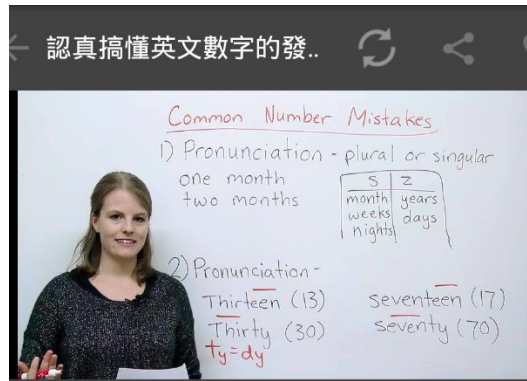 認真搞懂英文數字的發..
Common Number Mistakes
1) Pronunciation - plural or singular
one month
two months
S Z
month years
weeks days
nights
2) Pronunciation -
Thirteen (13) seventeen (17)
Thirty (30) seventy (70)
ty=dy